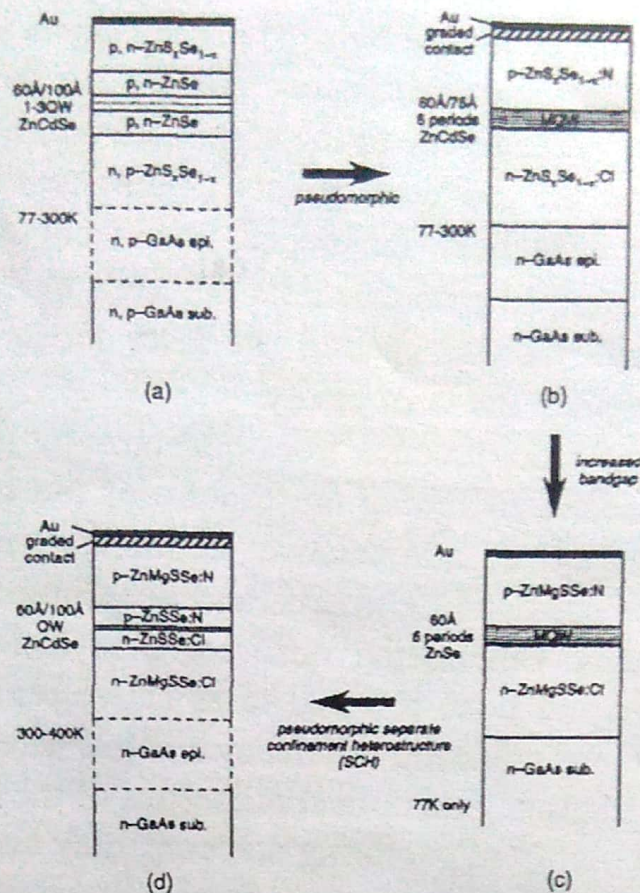 Au
p, n–ZnSₓSe₁₋ₓ
p, n–ZnSe
60Å/100Å
1-3QW
ZnCdSe
p, n–ZnSe
n, p–ZnSₓSe₁₋ₓ
77-300K
n, p–GaAs epi.
n, p–GaAs sub.
(a)
pseudomorphic
Au
graded
contact
p–ZnSₓSe₁₋ₓ:N
MQW
60Å/75Å
6 periods
ZnCdSe
n–ZnSₓSe₁₋ₓ:Cl
77-300K
n–GaAs epi.
n–GaAs sub.
(b)
increased
bandgap
Au
graded
contact
p–ZnMgSSe:N
60Å/100Å
QW
ZnCdSe
p–ZnSSe:N
n–ZnSSe:Cl
n–ZnMgSSe:Cl
300-400K
n–GaAs epi.
n–GaAs sub.
(d)
pseudomorphic separate
confinement heterostructure
(SCH)
Au
p–ZnMgSSe:N
60Å
MQW
6 periods
ZnSe
n–ZnMgSSe:Cl
n–GaAs sub.
77K only
(c)